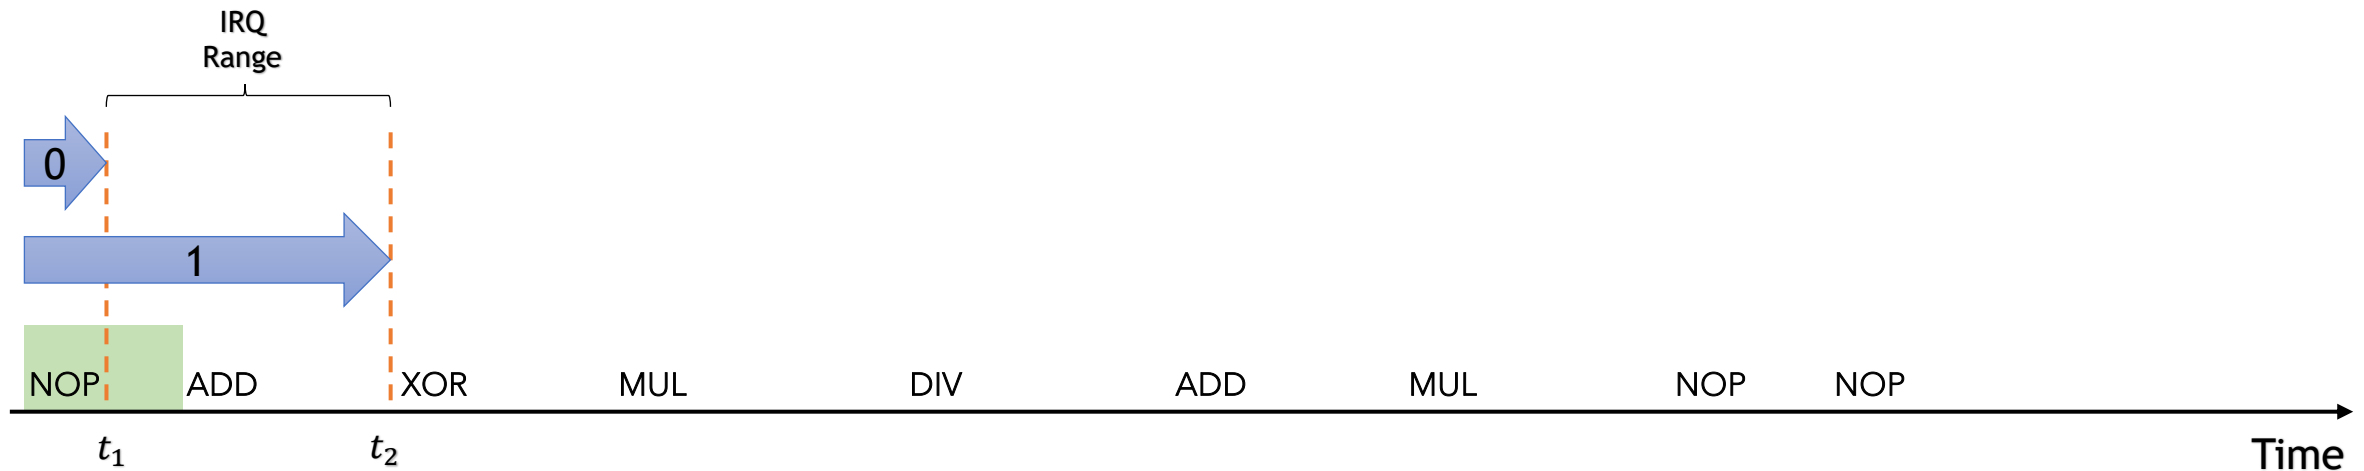 IRQ
Range
0
1
NOP ADD XOR MUL DIV ADD MUL NOP NOP
t₁ t₂
Time